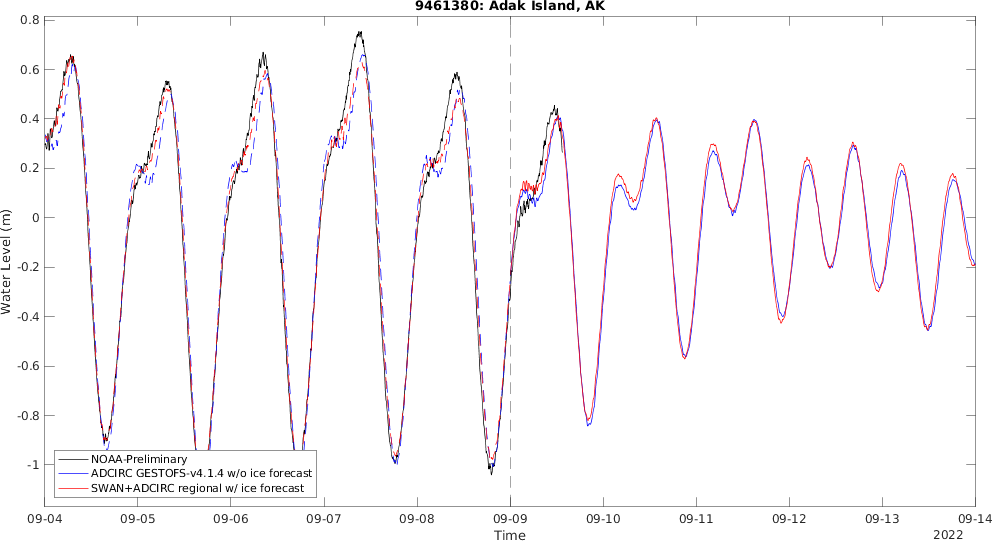 9461380: Adak Island, AK
Water Level (m)
0.8
0.6
0.4
0.2
0
-0.2
-0.4
-0.6
-0.8
-1
NOAA-Preliminary
ADCIRC GESTOFS-v4.1.4 w/o ice forecast
SWAN+ADCIRC regional w/ ice forecast
09-04 09-05 09-06 09-07 09-08 09-09 09-10 09-11 09-12 09-13 09-14
Time
2022